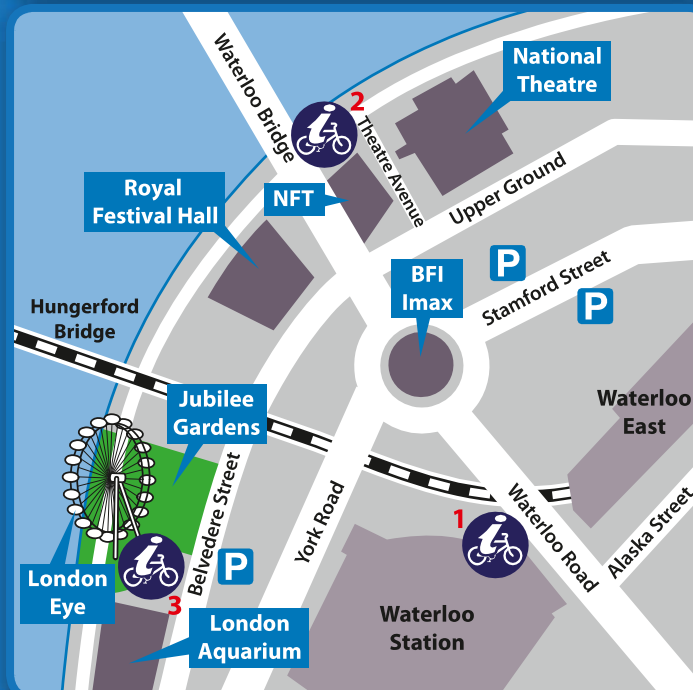 Waterloo Bridge
2
Theatre Avenue
National
Theatre
Royal
Festival Hall
NFT
Upper Ground
BFI
Imax
P
Stamford Street
P
Hungerford
Bridge
Jubilee
Gardens
Waterloo
East
Belvedere Street
York Road
1
Waterloo Road
Alaska Street
P
London
Eye
3
London
Aquarium
Waterloo
Station
i
i
i